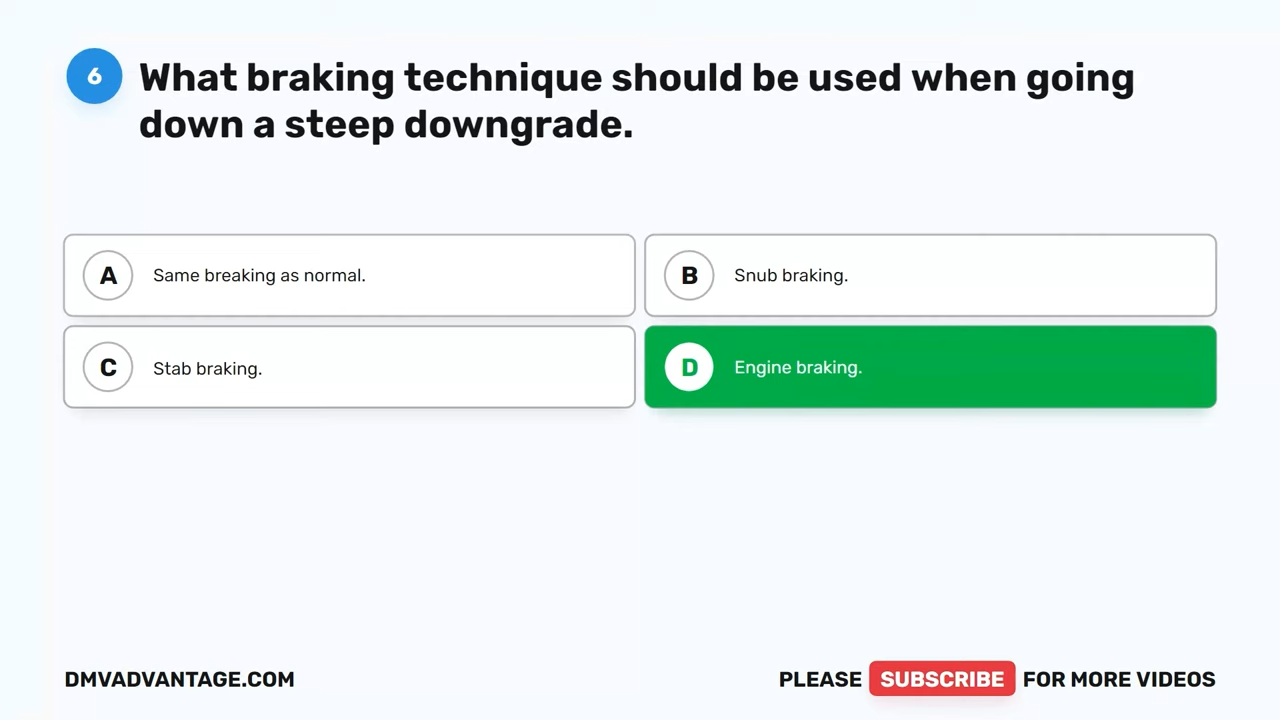 6
What braking technique should be used when going
down a steep downgrade.
A
Same breaking as normal.
B
Snub braking.
C
Stab braking.
D
Engine braking.
DMVADVANTAGE.COM
PLEASE SUBSCRIBE FOR MORE VIDEOS